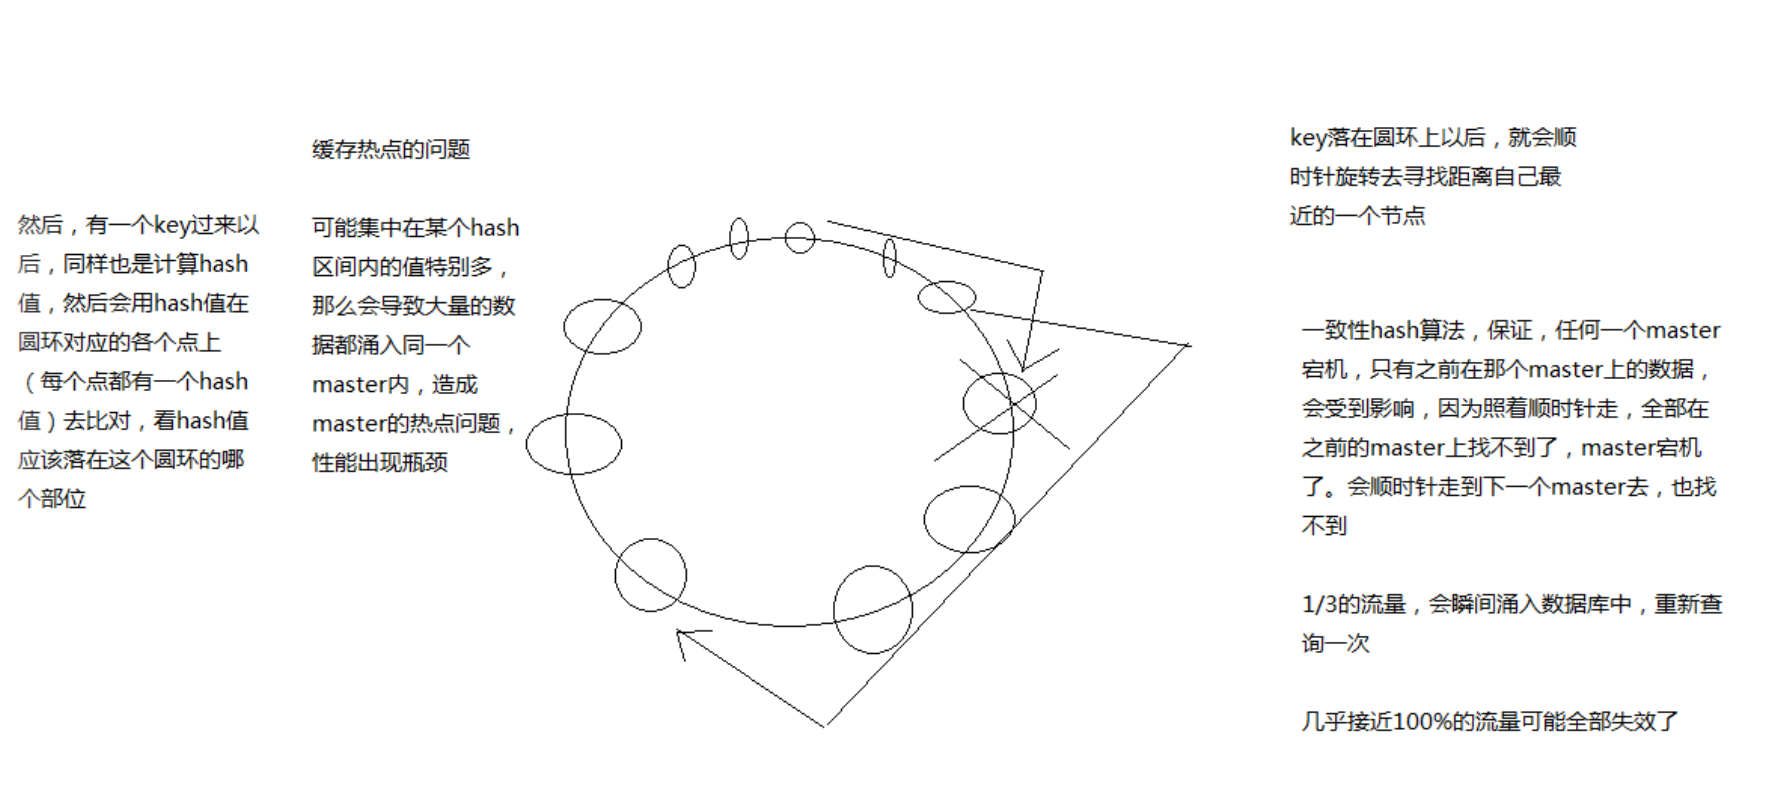 然后，有一个key过来以
后，同样也是计算hash
值，然后会用hash值在
圆环对应的各个点上
（每个点都有一个hash
值）去比对，看hash值
应该落在这个圆环的哪
个部位
缓存热点的问题
可能集中在某个hash
区间内的值特别多，
那么会导致大量的数
据都涌入同一个
master内，造成
master的热点问题，
性能出现瓶颈
key落在圆环上以后，就会顺
时针旋转去寻找距离自己最
近的一个节点
一致性hash算法，保证，任何一个master
宕机，只有之前在那个master上的数据，
会受到影响，因为照着顺时针走，全部在
之前的master上找不到了，master宕机
了。会顺时针走到下一个master去，也找
不到
1/3的流量，会瞬间涌入数据库中，重新查
询一次
几乎接近100%的流量可能全部失效了